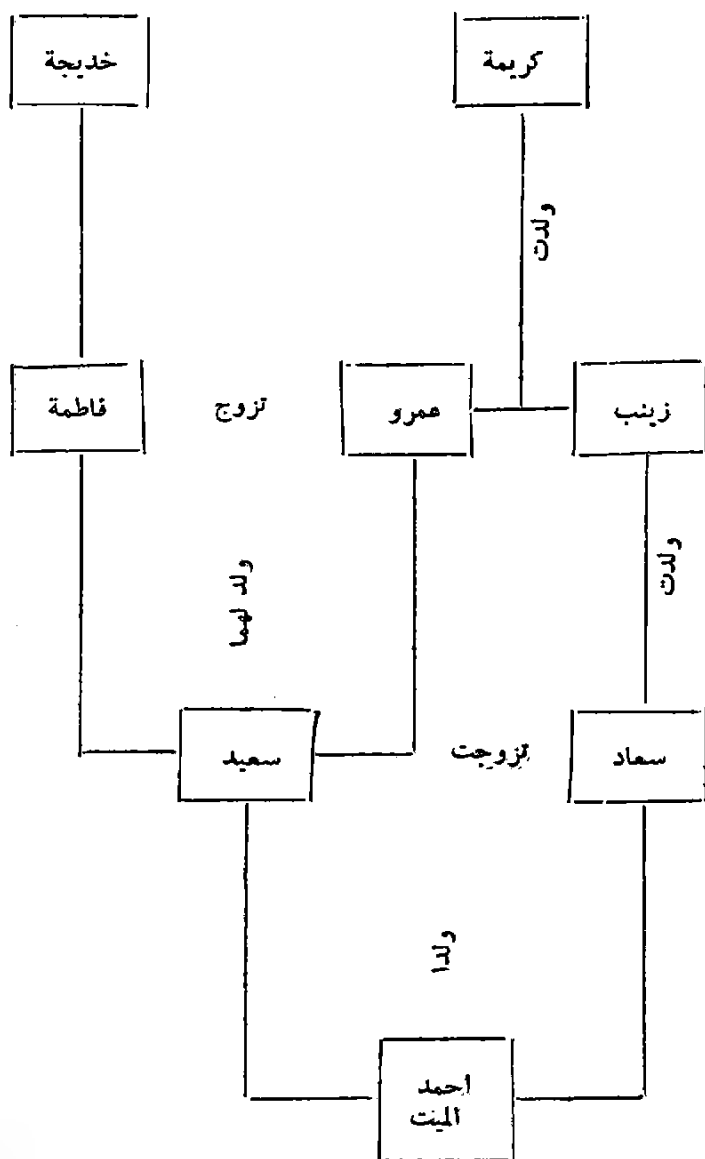 كريمة
خديجة
ولدت
زينب
عمرو
تزوج
فاطمة
ولدت
ولد لهما
سعاد
تزوجت
سعيد
ولدا
احمد
الميت